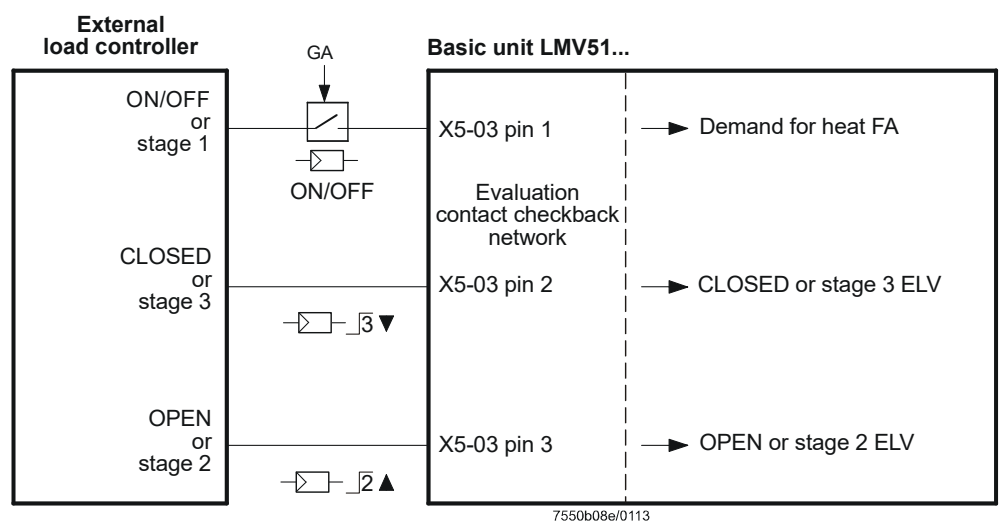 External
load controller
GA
Basic unit LMV51...
ON/OFF
or
stage 1
X5-03 pin 1
Demand for heat FA
ON/OFF
Evaluation
contact checkback
network
CLOSED
or
stage 3
X5-03 pin 2
CLOSED or stage 3 ELV
3
OPEN
or
stage 2
X5-03 pin 3
OPEN or stage 2 ELV
2
7550b08e/0113